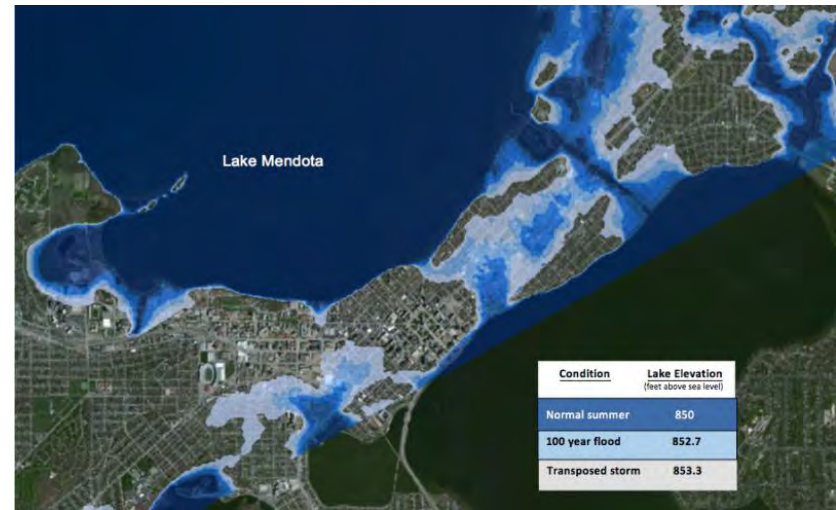 Lake Mendota
Condition Lake Elevation
(feet above sea level)
Normal summer 850
100 year flood 852.7
Transposed storm 853.3